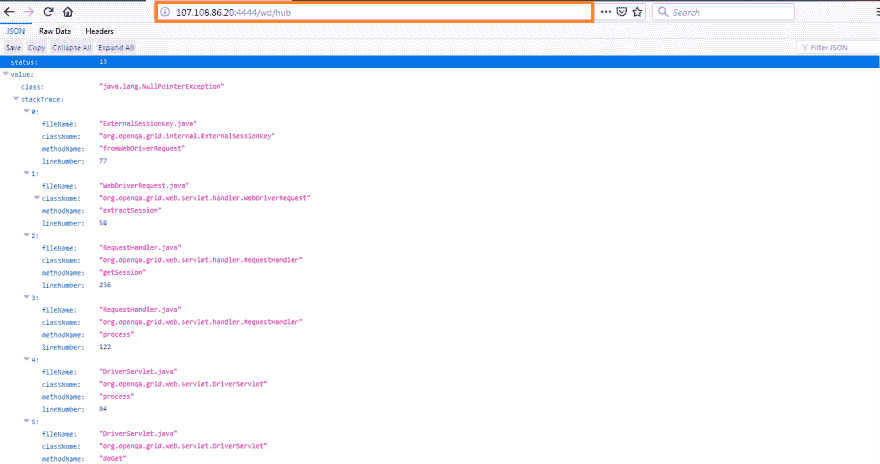 107.108.86.20:4444/wd/hub
Search
JSON Raw Data Headers
Save Copy Collapse All Expand All Filter JSON
status: 13
value:
class: "java.lang.NullPointerException"
stackTrace:
0:
fileName: "ExternalSessionKey.java"
className: "org.openqa.grid.internal.ExternalSessionKey"
methodName: "fromWebDriverRequest"
lineNumber: 77
1:
fileName: "WebDriverRequest.java"
className: "org.openqa.grid.web.servlet.handler.WebDriverRequest"
methodName: "extractSession"
lineNumber: 58
2:
fileName: "RequestHandler.java"
className: "org.openqa.grid.web.servlet.handler.RequestHandler"
methodName: "getSession"
lineNumber: 236
3:
fileName: "RequestHandler.java"
className: "org.openqa.grid.web.servlet.handler.RequestHandler"
methodName: "process"
lineNumber: 122
4:
fileName: "DriverServlet.java"
className: "org.openqa.grid.web.servlet.DriverServlet"
methodName: "process"
lineNumber: 84
5:
fileName: "DriverServlet.java"
className: "org.openqa.grid.web.servlet.DriverServlet"
methodName: "doGet"